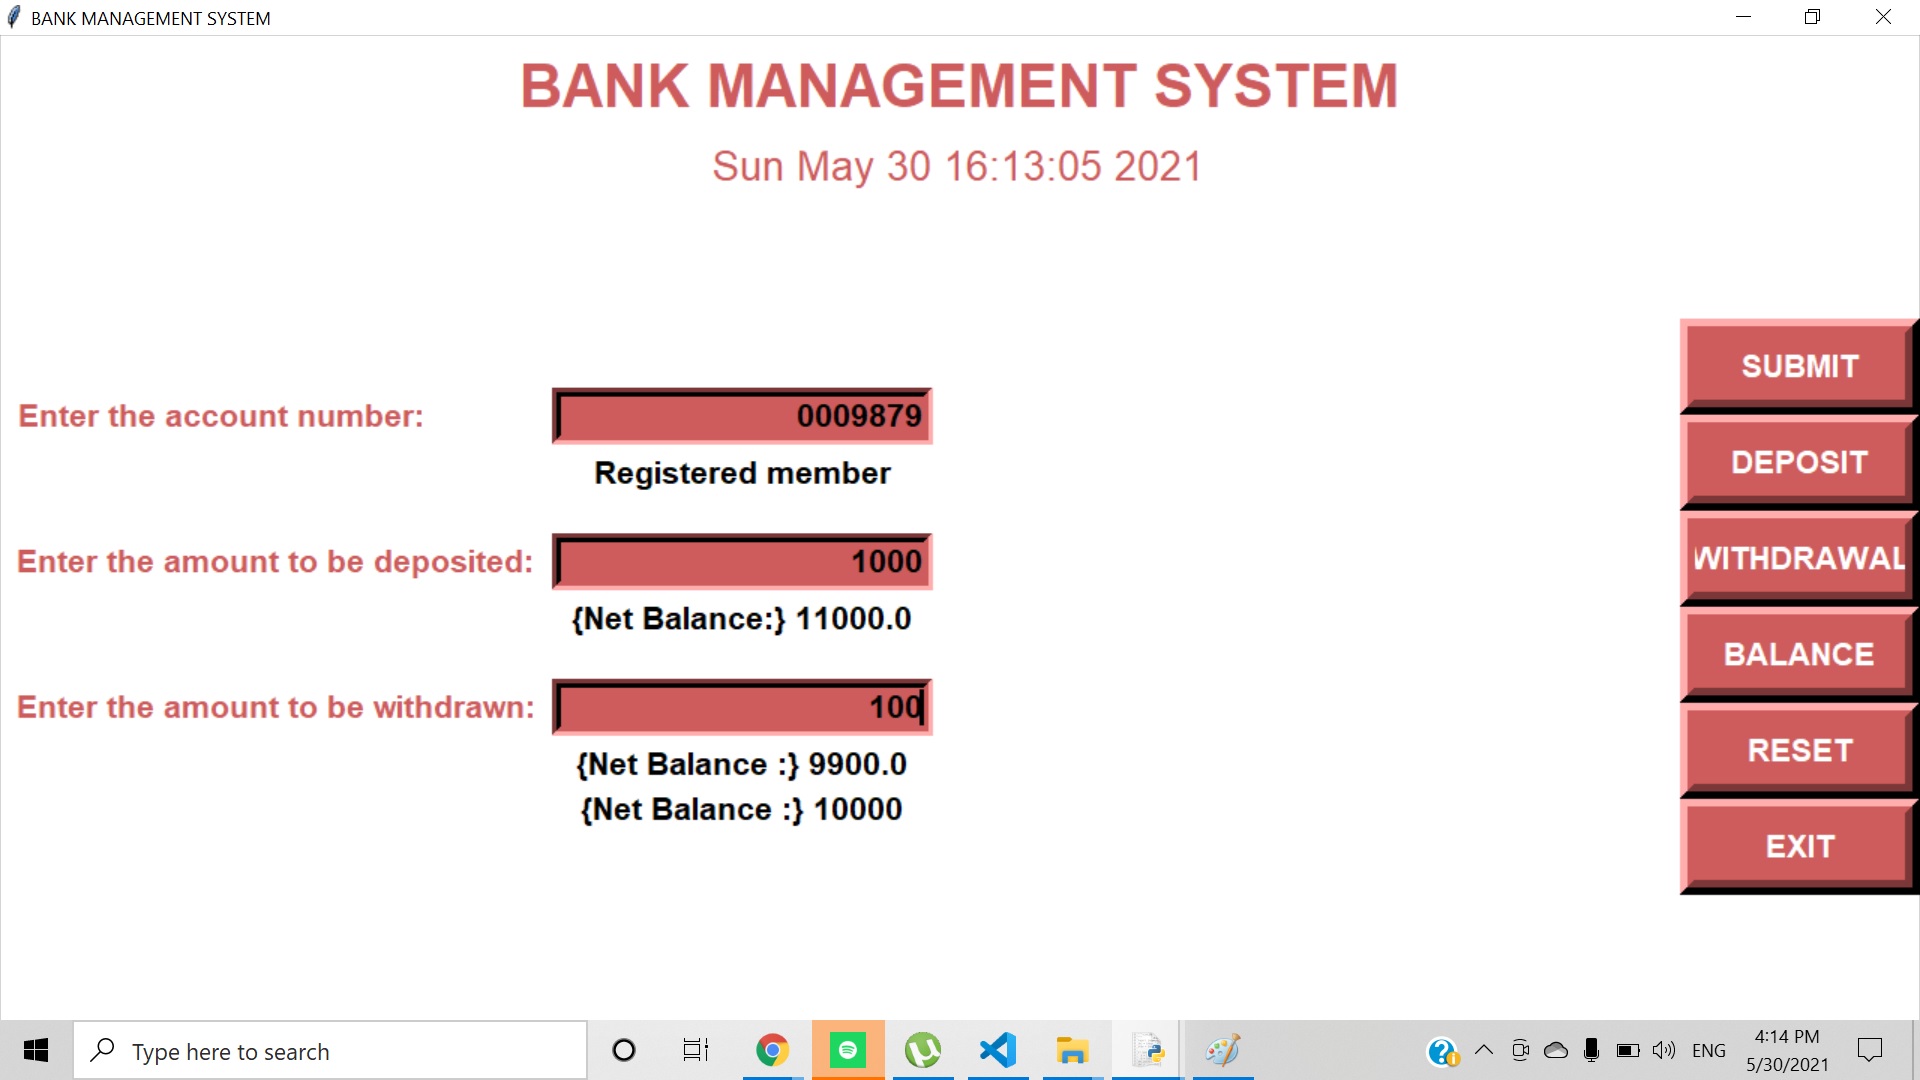 BANK MANAGEMENT SYSTEM
BANK MANAGEMENT SYSTEM
Sun May 30 16:13:05 2021
SUBMIT
Enter the account number: 0009879
Registered member
DEPOSIT
Enter the amount to be deposited: 1000
WITHDRAWAL
{Net Balance:} 11000.0
BALANCE
Enter the amount to be withdrawn: 100
RESET
{Net Balance :} 9900.0
{Net Balance :} 10000
EXIT
Type here to search
ENG
4:14 PM
5/30/2021